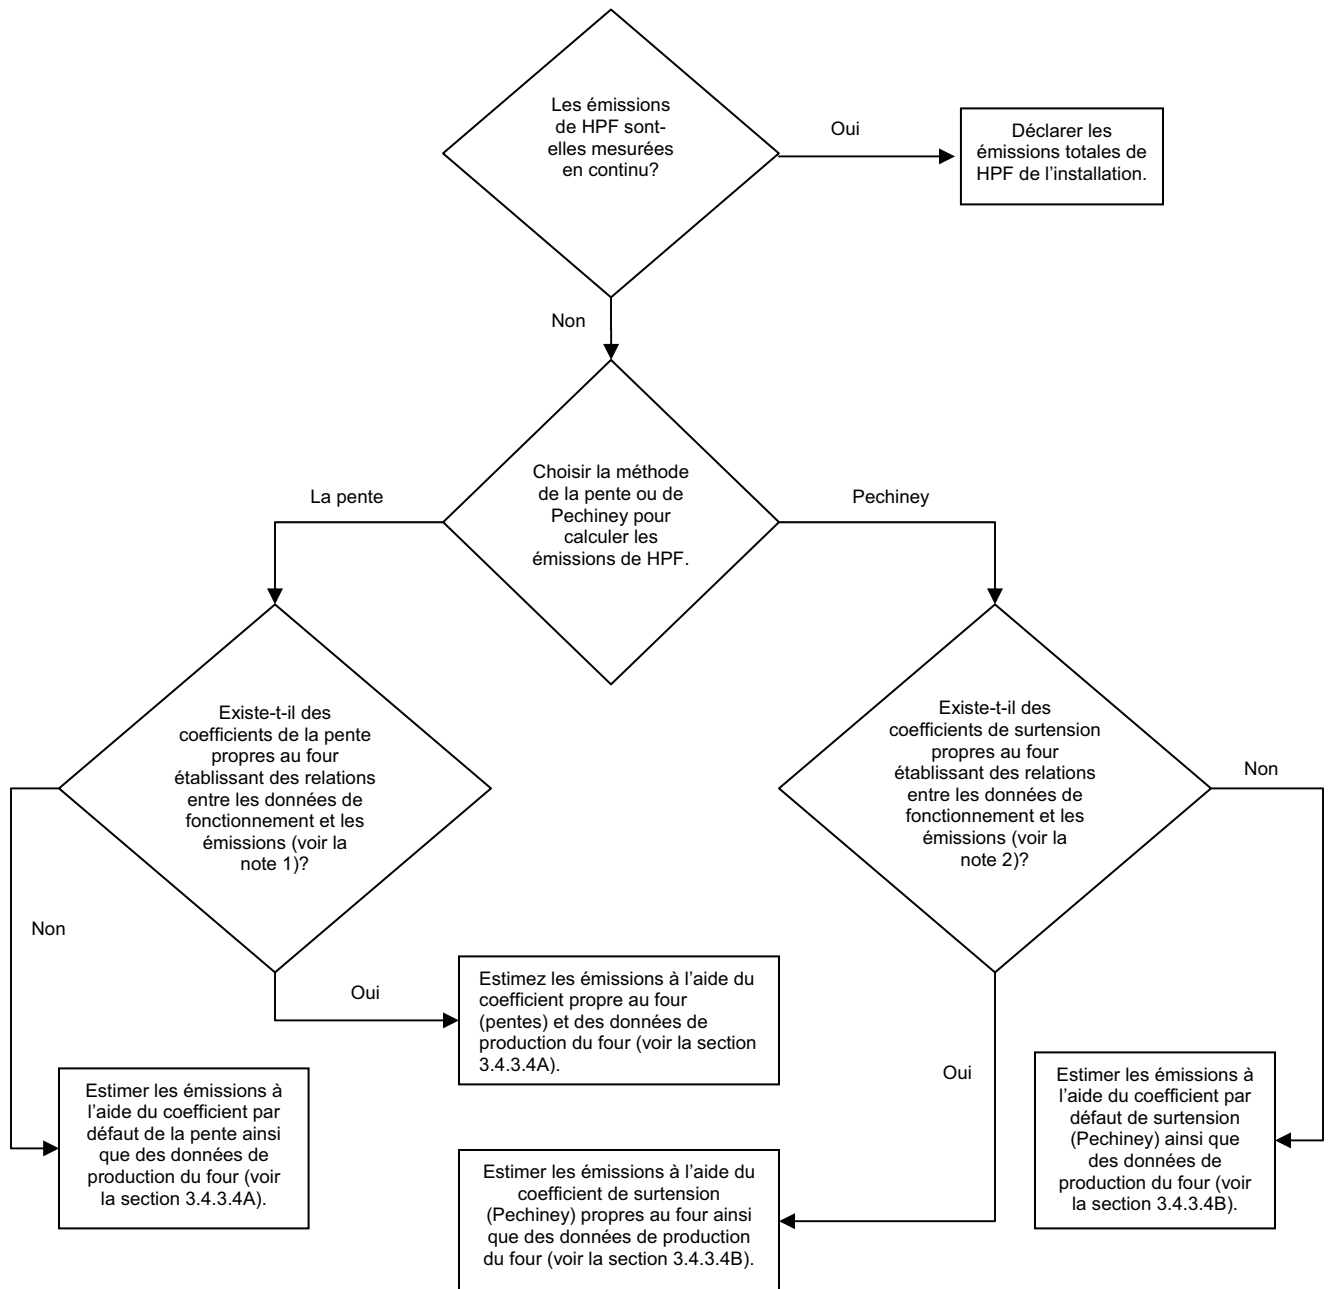 Les émissions
de HPF sont-
elles mesurées
en continu?
Oui
Déclarer les
émissions totales de
HPF de l'installation.
Non
Choisir la méthode
de la pente ou de
Pechiney pour
calculer les
émissions de HPF.
La pente
Pechiney
Existe-t-il des
coefficients de la pente
propres au four
établissant des relations
entre les données de
fonctionnement et les
émissions (voir la
note 1)?
Existe-t-il des
coefficients de surtension
propres au four
établissant des relations
entre les données de
fonctionnement et les
émissions (voir la
note 2)?
Non
Non
Oui
Estimez les émissions à l'aide du
coefficient propre au four
(pentes) et des données de
production du four (voir la section
3.4.3.4A).
Oui
Estimer les émissions à
l'aide du coefficient par
défaut de la pente ainsi
que des données de
production du four (voir
la section 3.4.3.4A).
Estimer les émissions à l'aide du
coefficient de surtension
(Pechiney) propres au four ainsi
que des données de production
du four (voir la section 3.4.3.4B).
Estimer les émissions à
l'aide du coefficient par
défaut de surtension
(Pechiney) ainsi que
des données de
production du four (voir
la section 3.4.3.4B).